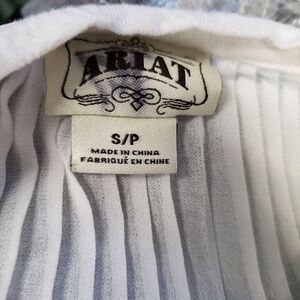 ARIAT
S/P
MADE IN CHINA
FABRIQUÉ EN CHINE